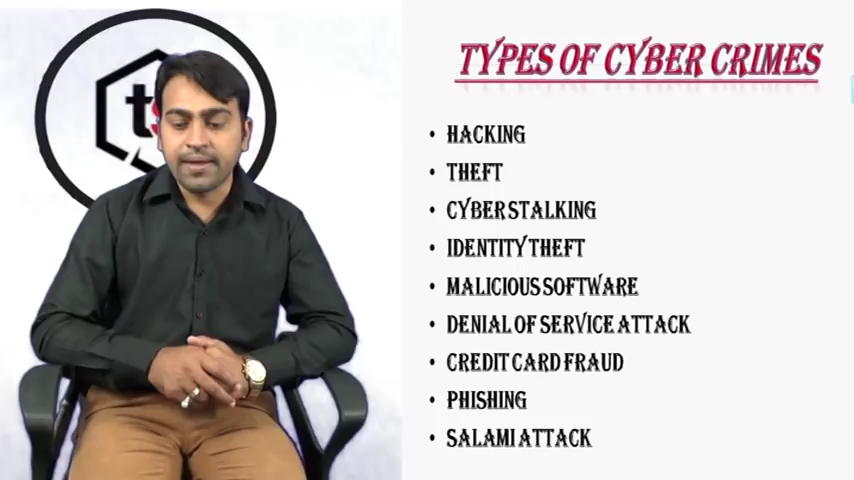 TYPES OF CYBER CRIMES
• HACKING
• THEFT
• CYBER STALKING
• IDENTITY THEFT
• MALICIOUS SOFTWARE
• DENIAL OF SERVICE ATTACK
• CREDIT CARD FRAUD
• PHISHING
• SALAMI ATTACK